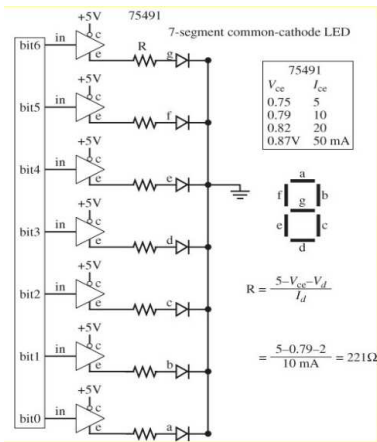 +5V 75491
7-segment common-cathode LED
bit6 in c e R g
+5V
bit5 in c e f
+5V
bit4 in c e e
+5V
bit3 in c e d
+5V
bit2 in c e c
+5V
bit1 in c e b
+5V
bit0 in c e a
75491
Vce Ice
0.75 5
0.79 10
0.82 20
0.87V 50 mA
a
f g b
e c
d
R = 5–Vce–Vd
Id
= 5–0.79–2 = 221Ω
10 mA